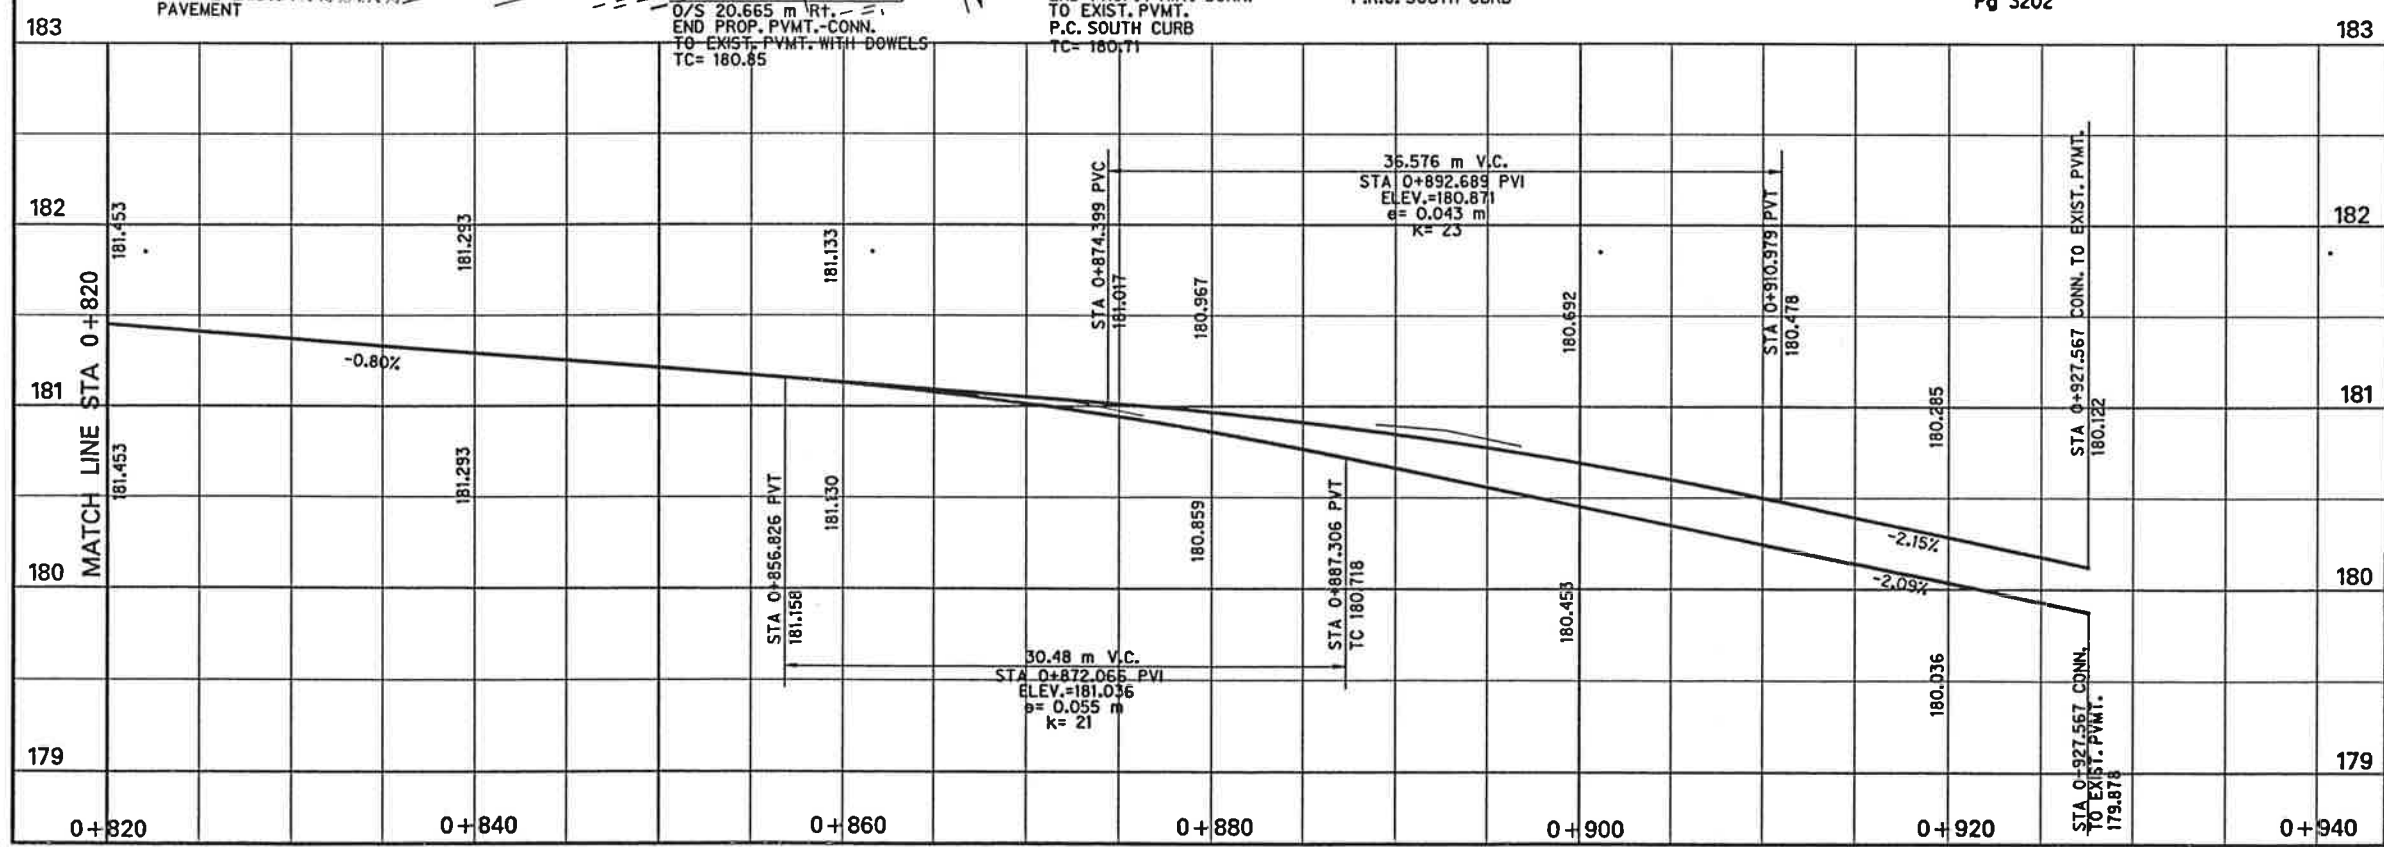 PAVEMENT
O/S 20.665 m Rt.
END PROP. PVMT.-CONN.
TO EXIST. PVMT. WITH DOWELS
TC= 180.85
TO EXIST. PVMT.
P.C. SOUTH CURB
TC= 180.71
Pg 3202
183
183
182
182
181
181
180
180
179
179
MATCH LINE STA 0+820
181.453
181.293
181.133
STA 0+874.399 PVC
181.017
180.967
36.576 m V.C.
STA 0+892.689 PVI
ELEV.=180.871
e= 0.043 m
K= 23
180.692
STA 0+910.979 PVT
180.478
180.285
STA 0+927.567 CONN. TO EXIST. PVMT.
180.122
-0.80%
-2.15%
-2.09%
181.453
181.293
STA 0+856.826 PVT
181.158
181.130
180.859
STA 0+887.306 PVT
TC 180.718
30.48 m V.C.
STA 0+872.066 PVI
ELEV.=181.036
e= 0.055 m
K= 21
180.453
180.036
STA 0+927.567 CONN.
TO EXIST. PVMT.
179.878
0+820
0+840
0+860
0+880
0+900
0+920
0+940